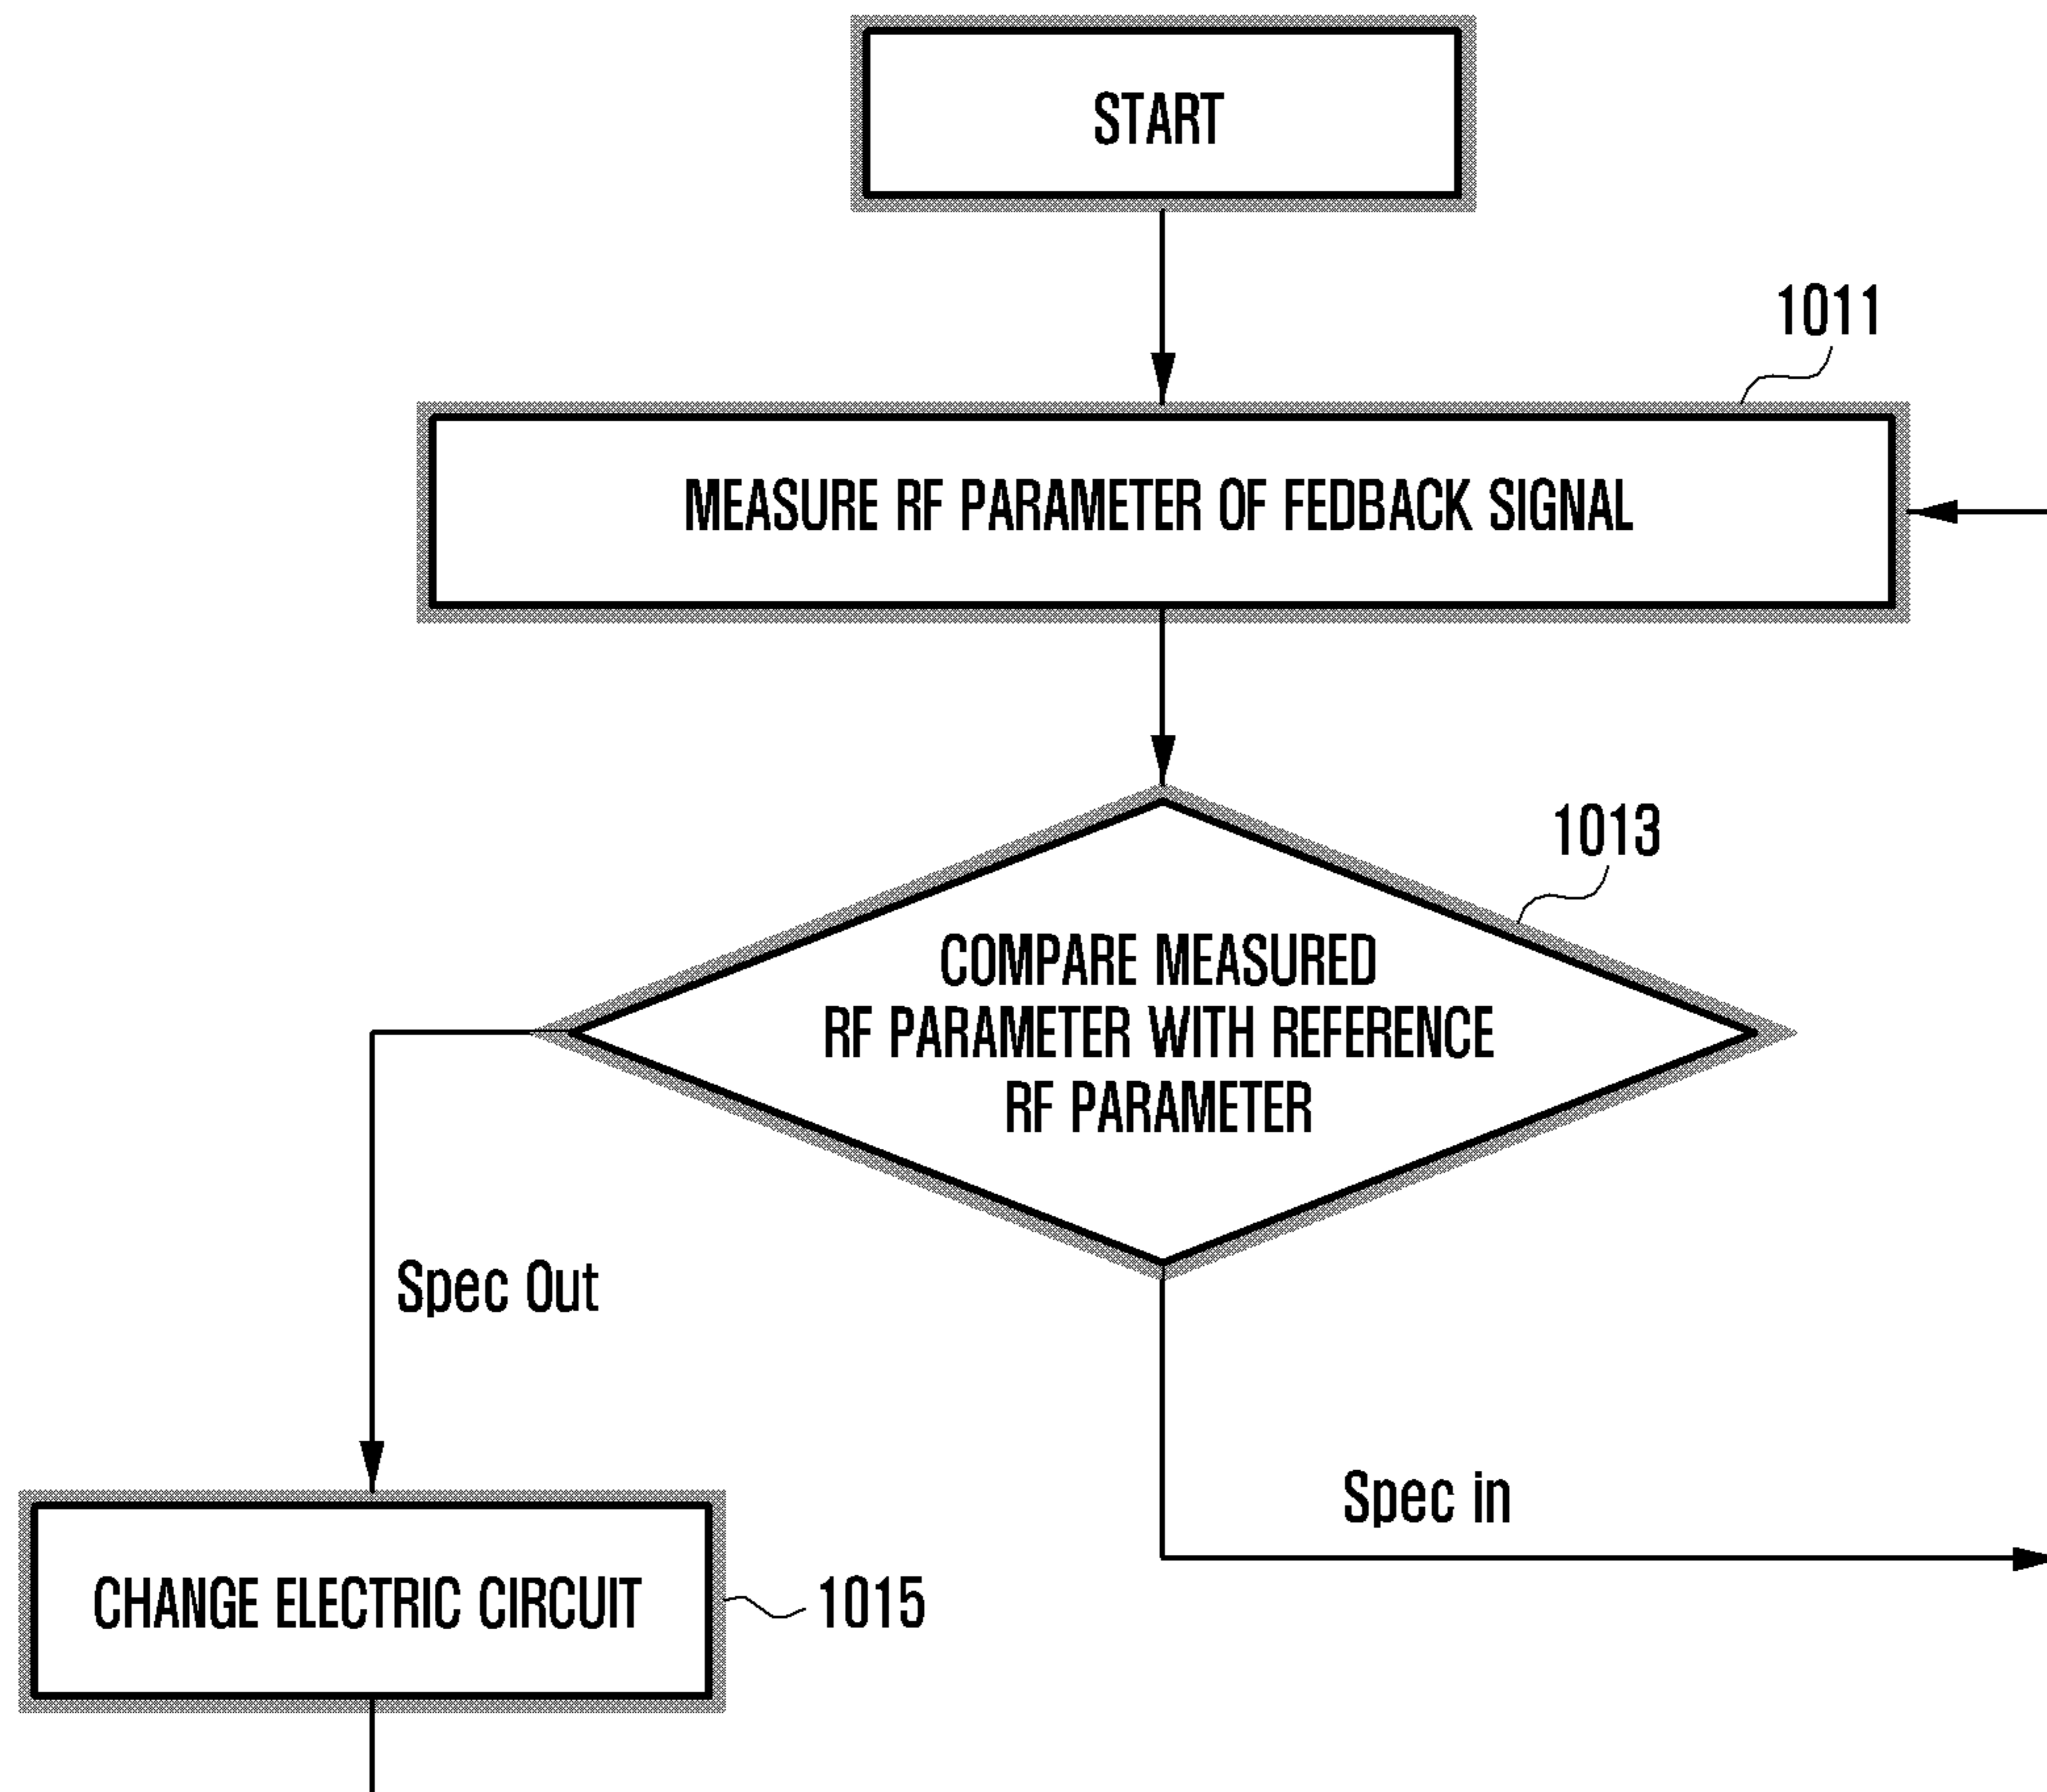 START
1011
MEASURE RF PARAMETER OF FEDBACK SIGNAL
1013
COMPARE MEASURED
RF PARAMETER WITH REFERENCE
RF PARAMETER
Spec Out
Spec in
CHANGE ELECTRIC CIRCUIT
1015